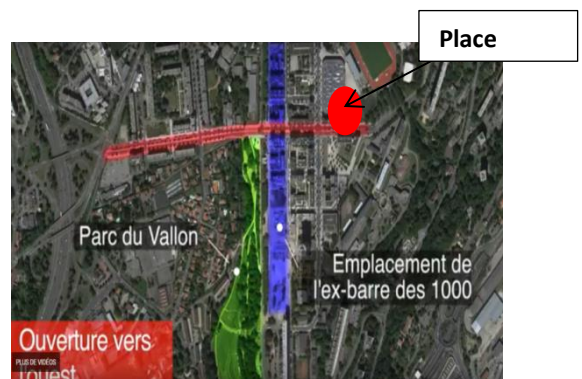 Place
Parc du Vallon
Emplacement de
l'ex-barre des 1000
Ouverture vers
PLUS DE VIDÉOS
l'ouest